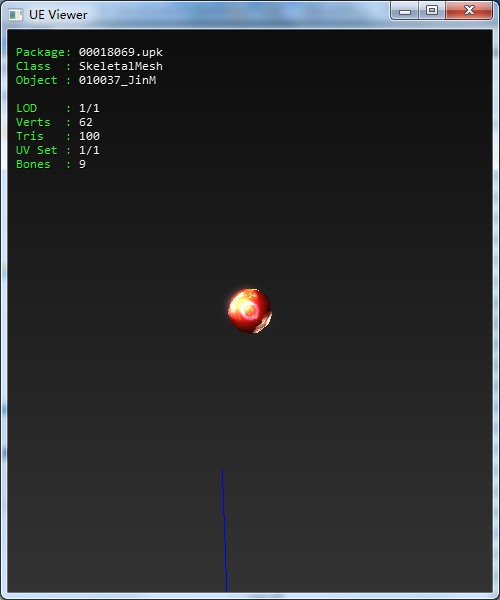 UE Viewer
Package: 00018069.upk
Class : SkeletalMesh
Object : 010037_JinM
LOD : 1/1
Verts : 62
Tris : 100
UV Set : 1/1
Bones : 9